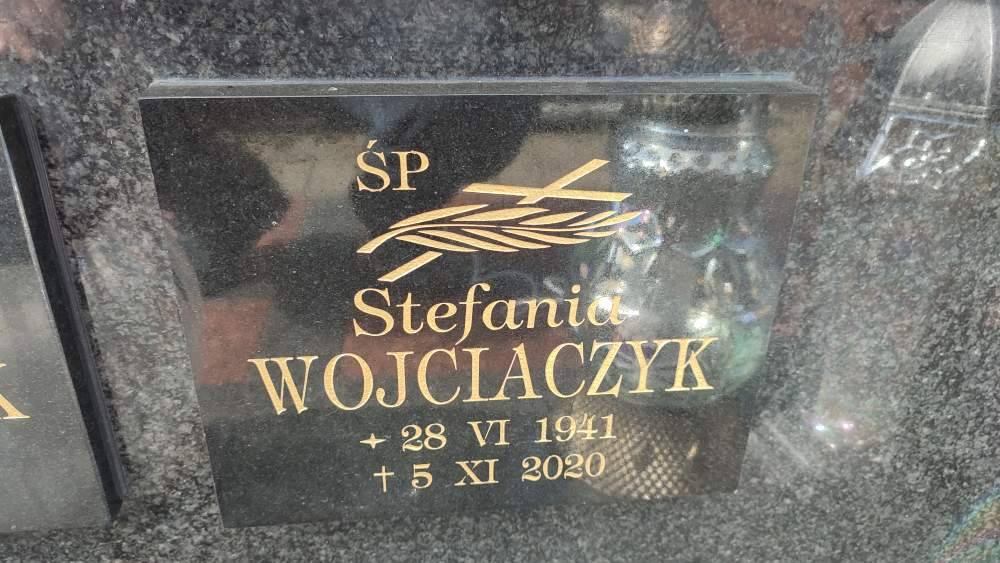 ŚP
Stefania
WOJCIACZYK
✦ 28 VI 1941
† 5 XI 2020
K